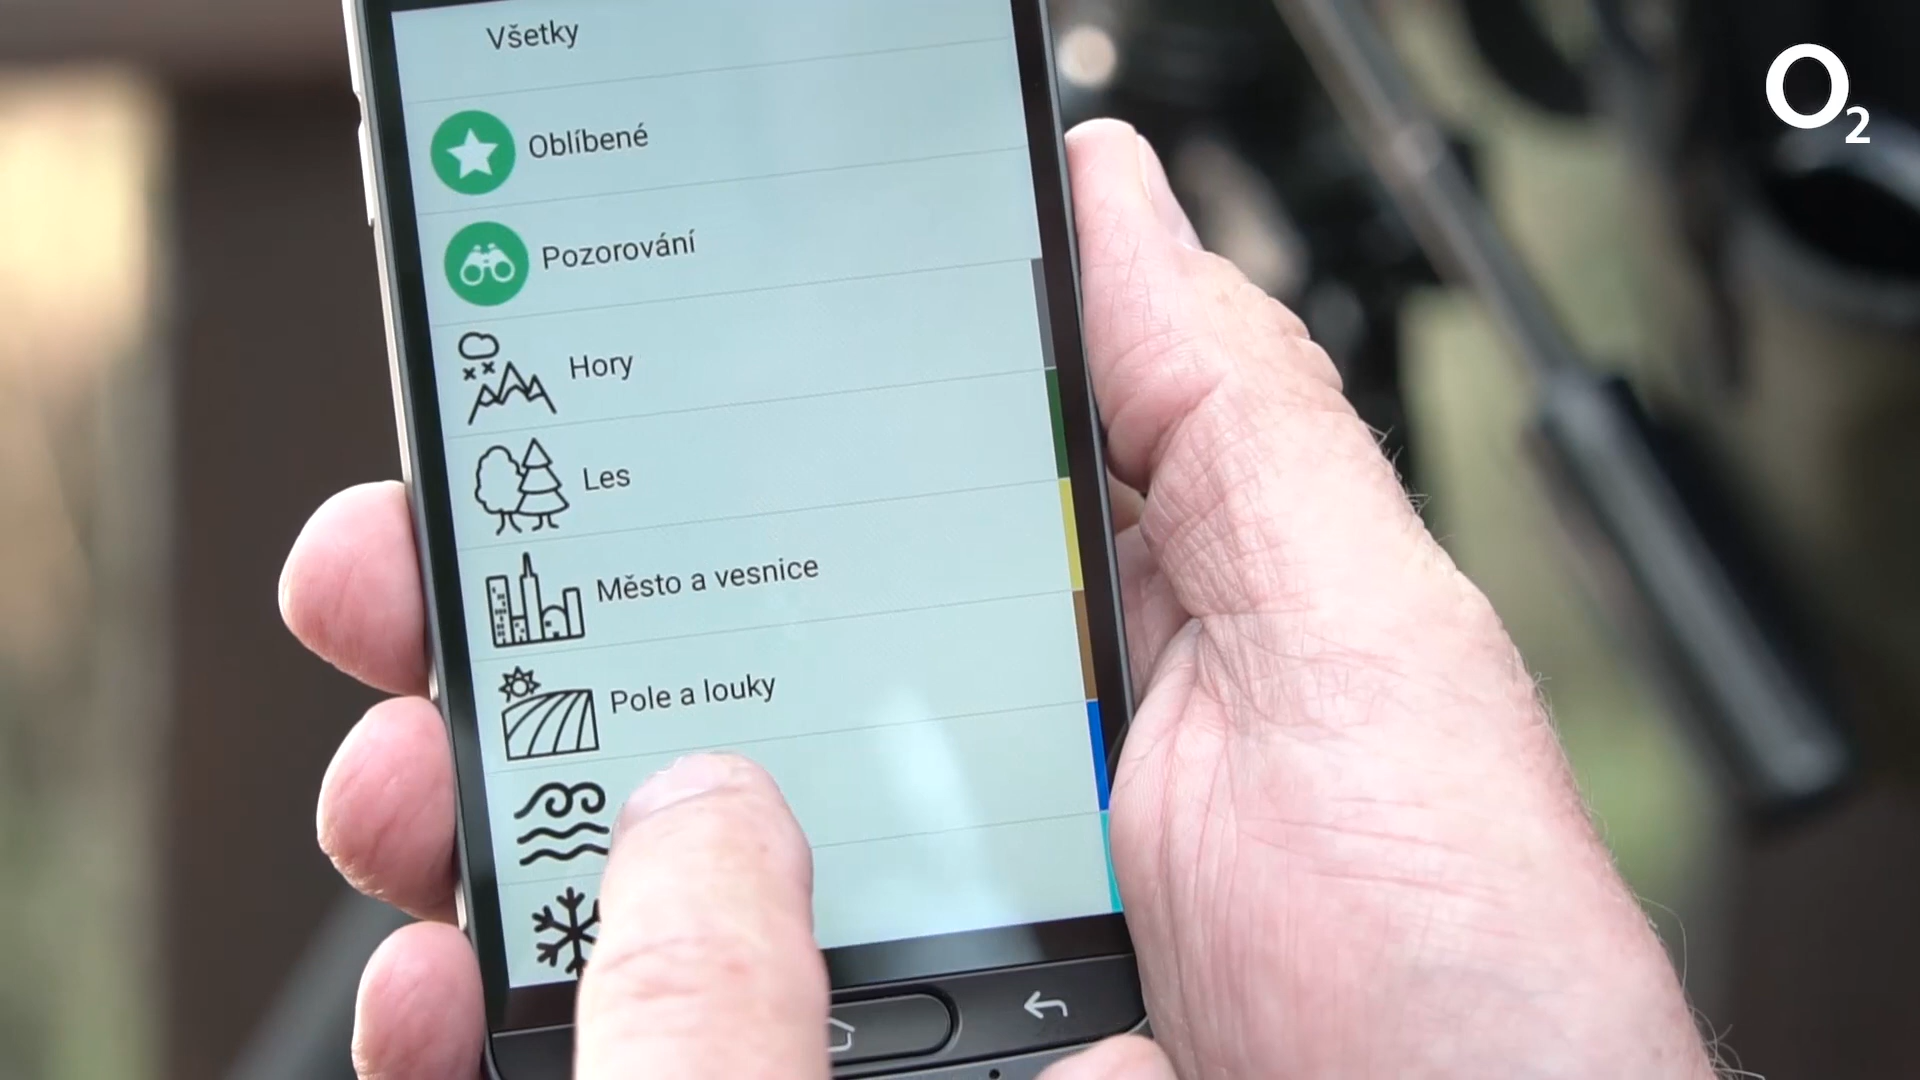 Všetky
O2
Oblíbené
Pozorování
Hory
Les
Město a vesnice
Pole a louky